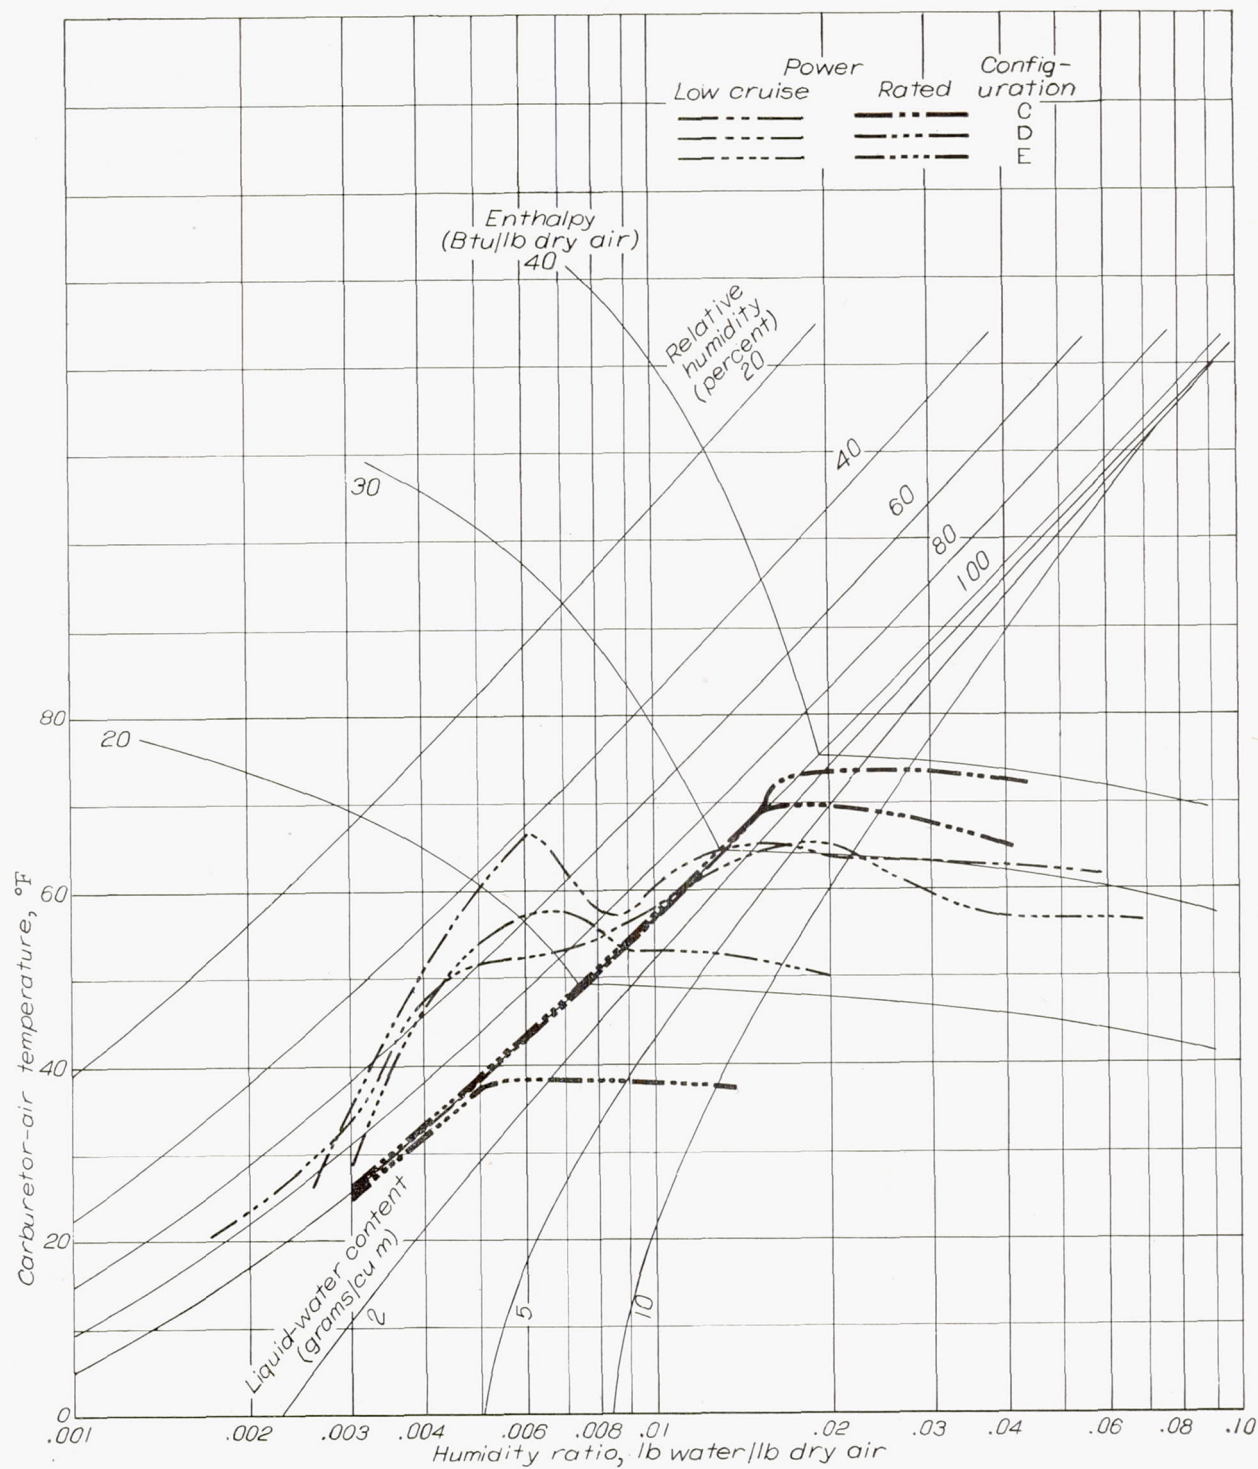 Power
Config-
Low cruise
Rated
uration
C
D
E
Enthalpy
(Btu/lb dry air)
40
Relative
humidity
(percent)
20
30
40
60
80
100
20
80
60
40
20
0
Carburetor-air temperature, °F
Liquid-water content
(grams/cu m)
2
5
10
.001 .002 .003 .004 .006 .008 .01 .02 .03 .04 .06 .08 .10
Humidity ratio, lb water/lb dry air